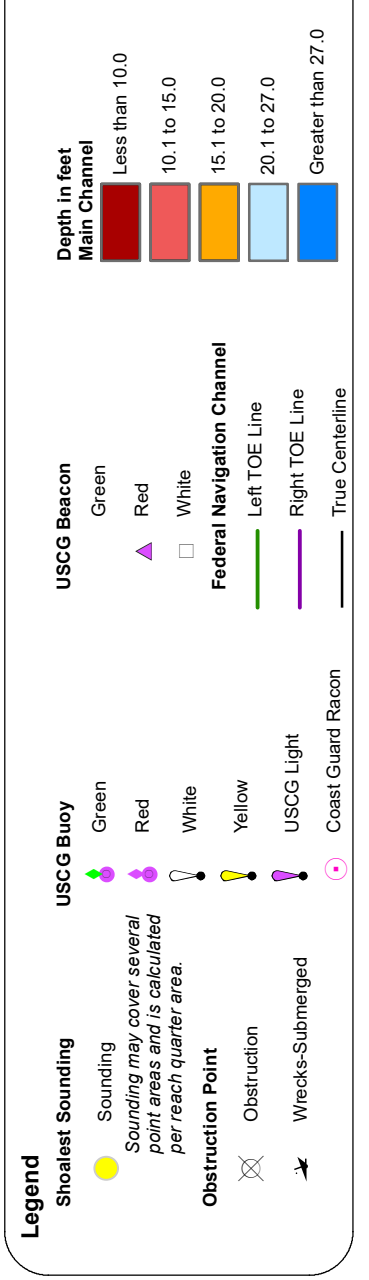 Legend
Shoalest Sounding
Sounding
Sounding may cover several
point areas and is calculated
per reach quarter area.
Obstruction Point
Obstruction
Wrecks-Submerged
USCG Buoy
Green
Red
White
Yellow
USCG Light
Coast Guard Racon
USCG Beacon
Green
Red
White
Federal Navigation Channel
Left TOE Line
Right TOE Line
True Centerline
Depth in feet
Main Channel
Less than 10.0
10.1 to 15.0
15.1 to 20.0
20.1 to 27.0
Greater than 27.0